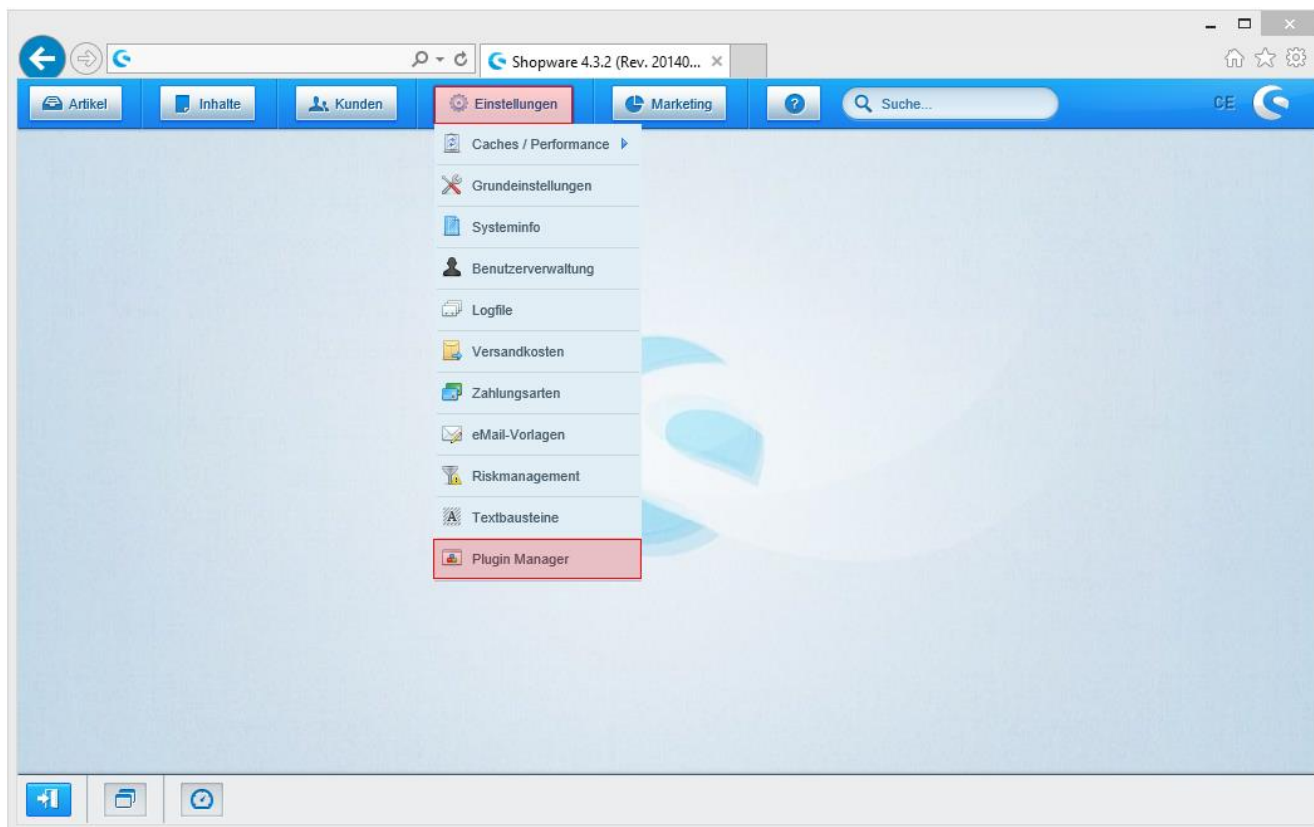 Shopware 4.3.2 (Rev. 20140...
Artikel Inhalte Kunden Einstellungen Marketing ? Suche... CE
Caches / Performance
Grundeinstellungen
Systeminfo
Benutzerverwaltung
Logfile
Versandkosten
Zahlungsarten
eMail-Vorlagen
Riskmanagement
Textbausteine
Plugin Manager